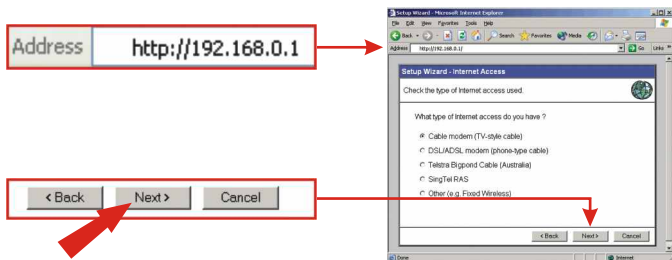 Address http://192.168.0.1
< Back Next > Cancel
Setup Wizard - Microsoft Internet Explorer
File Edit View Favorites Tools Help
Back Search Favorites Media
Address http://192.168.0.1/ Go Links »
Setup Wizard - Internet Access
Check the type of Internet access used.
What type of Internet access do you have ?
Cable modem (TV-style cable)
DSL/ADSL modem (phone-type cable)
Telstra Bigpond Cable (Australia)
SingTel RAS
Other (e.g. Fixed Wireless)
< Back Next > Cancel
Done Internet